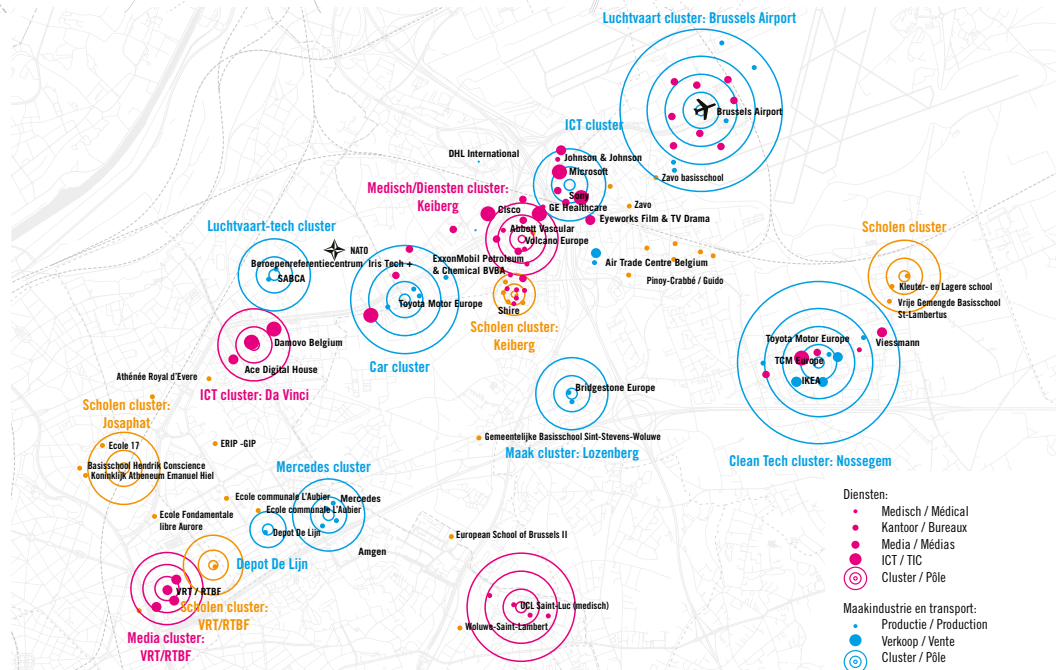 Luchtvaart cluster: Brussels Airport
Brussels Airport
ICT cluster
DHL International
Johnson & Johnson
Microsoft
Zavo basisschool
Medisch/Diensten cluster:
Keiberg
Sony
Zavo
Cisco
GE Healthcare
Eyeworks Film & TV Drama
Luchtvaart-tech cluster
Abbott Vascular
Volcano Europe
Scholen cluster
NATO
Beroepenreferentiecentrum Iris Tech +
ExxonMobil Petroleum
& Chemical BVBA
Air Trade Centre Belgium
SABCA
Pinoy-Crabbé / Guido
Kleuter- en Lagere school
Toyota Motor Europe
Vrije Gemengde Basisschool
St-Lambertus
Shire
Scholen cluster:
Keiberg
Damovo Belgium
Toyota Motor Europe
Viessmann
TCM Europe
Ace Digital House
Car cluster
Athénée Royal d'Evere
IKEA
Bridgestone Europe
ICT cluster: Da Vinci
Scholen cluster:
Josaphat
Ecole 17
ERIP -GIP
Gemeentelijke Basisschool Sint-Stevens-Woluwe
Maak cluster: Lozenberg
Clean Tech cluster: Nossegem
Basisschool Hendrik Conscience
Koninklijk Atheneum Emanuel Hiel
Mercedes cluster
Ecole communale L'Aubier
Mercedes
Ecole communale L'Aubier
Ecole Fondamentale
libre Aurore
Depot De Lijn
European School of Brussels II
Amgen
Depot De Lijn
VRT / RTBF
Scholen cluster:
VRT/RTBF
UCL Saint-Luc (medisch)
Woluwe-Saint-Lambert
Media cluster:
VRT/RTBF
Diensten:
Medisch / Médical
Kantoor / Bureaux
Media / Médias
ICT / TIC
Cluster / Pôle
Maakindustrie en transport:
Productie / Production
Verkoop / Vente
Cluster / Pôle